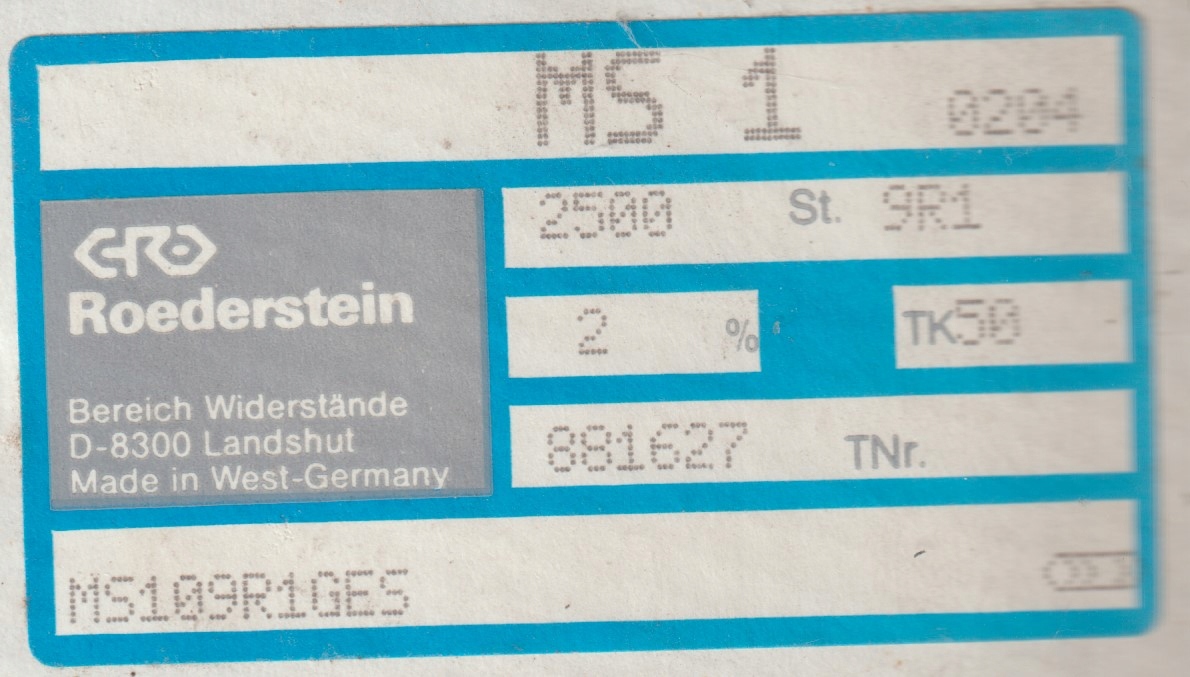 MS 1 0204
2500 St. 9R1
ERO
Roederstein
2 % TK50
Bereich Widerstände
D-8300 Landshut
Made in West-Germany
881627 TNr.
MS109R1GES